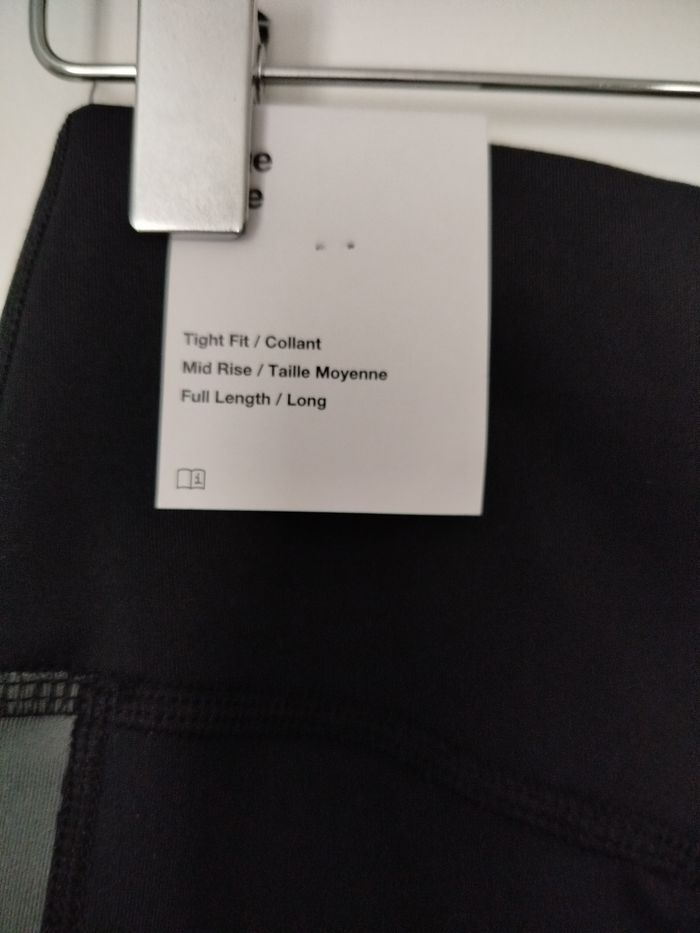 e
e
Tight Fit / Collant
Mid Rise / Taille Moyenne
Full Length / Long
i